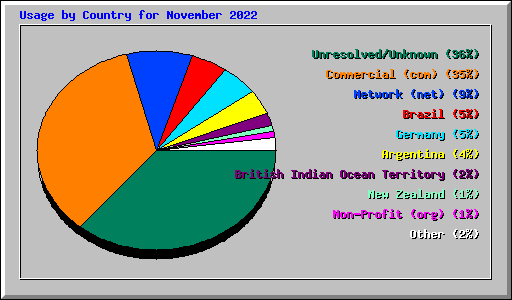 Usage by Country for November 2022
Unresolved/Unknown (36%)
Commercial (com) (35%)
Network (net) (9%)
Brazil (5%)
Germany (5%)
Argentina (4%)
British Indian Ocean Territory (2%)
New Zealand (1%)
Non-Profit (org) (1%)
Other (2%)